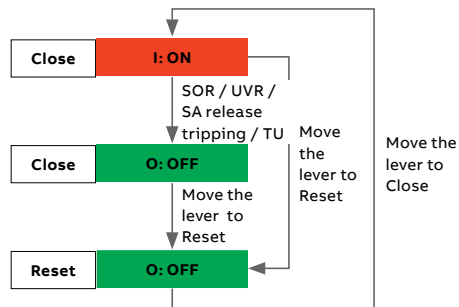 Close
I: ON
SOR / UVR /
SA release
tripping / TU
Move
the
lever to
Reset
Move the
lever to
Close
Close
O: OFF
Move the
lever to
Reset
Reset
O: OFF